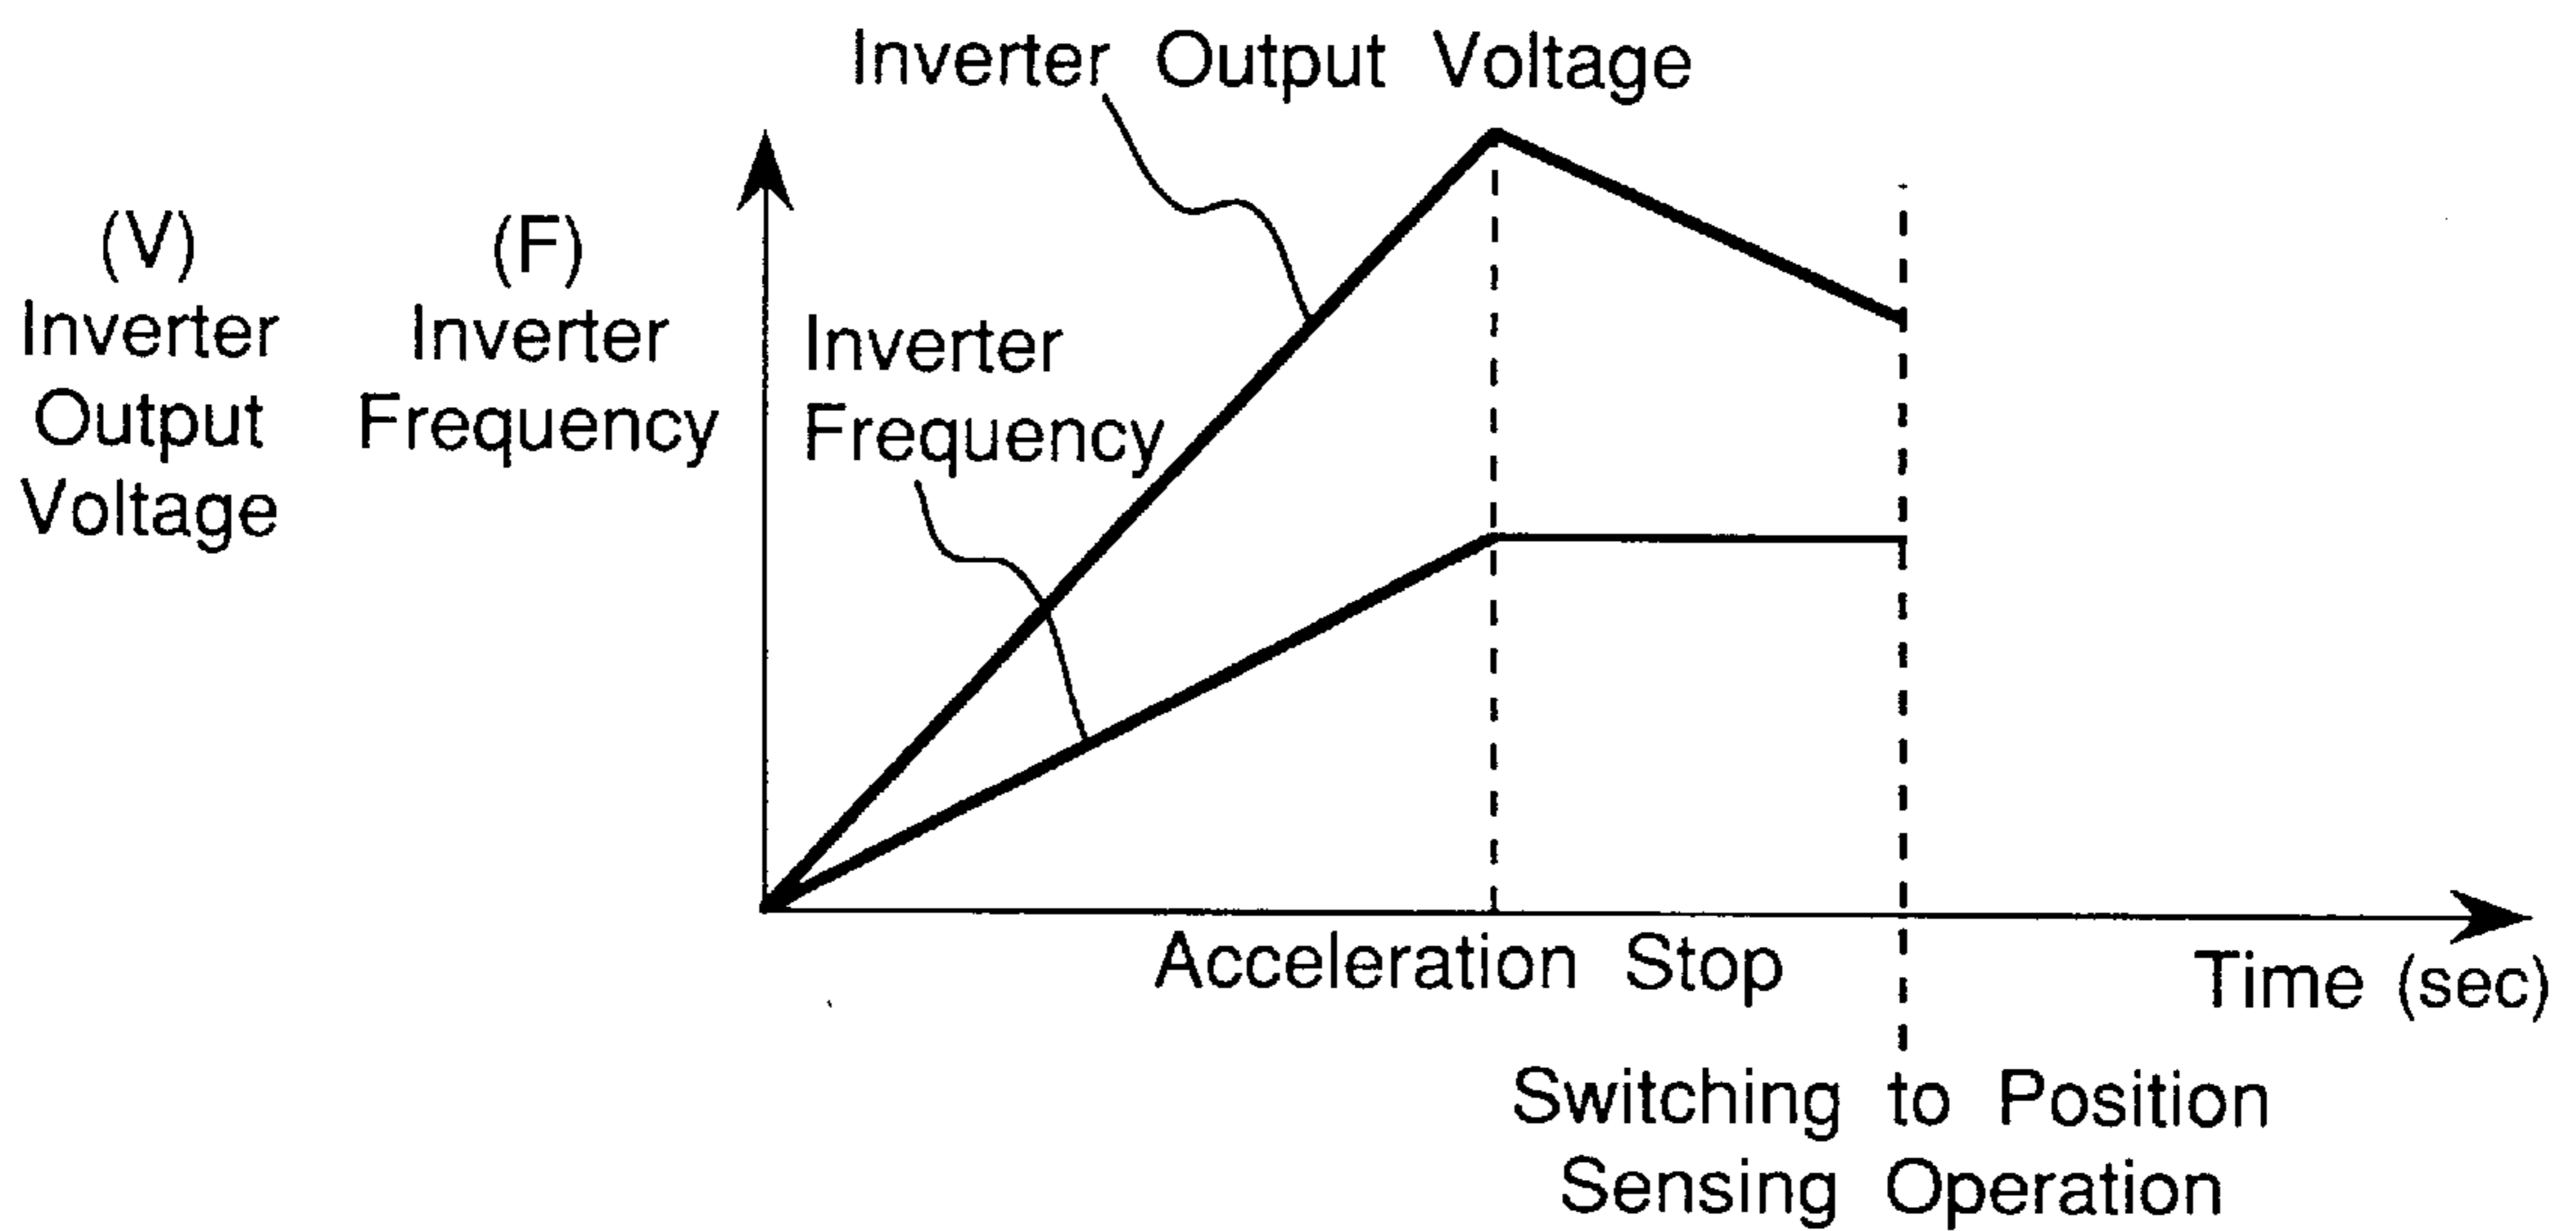 Inverter Output Voltage
(V)
Inverter
Output
Voltage
(F)
Inverter
Frequency
Inverter
Frequency
Acceleration Stop
Time (sec)
Switching to Position
Sensing Operation